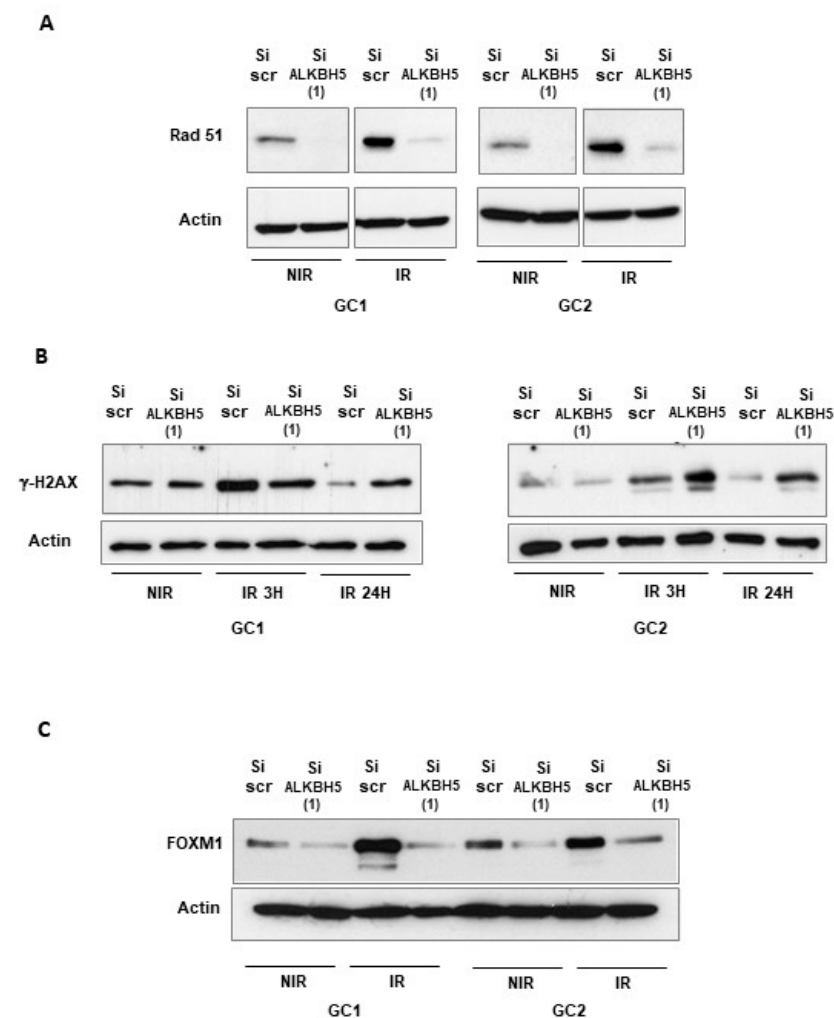 A
Si Si Si Si Si Si Si Si
scr ALKBH5 scr ALKBH5 scr ALKBH5 scr ALKBH5
(1) (1) (1) (1)
Rad 51
Actin
NIR IR NIR IR
GC1 GC2
B
Si Si Si Si Si Si Si Si Si Si Si Si
scr ALKBH5 scr ALKBH5 scr ALKBH5 scr ALKBH5 scr ALKBH5 scr ALKBH5
(1) (1) (1) (1) (1) (1)
γ-H2AX
Actin
NIR IR 3H IR 24H NIR IR 3H IR 24H
GC1 GC2
C
Si Si Si Si Si Si Si Si
scr ALKBH5 scr ALKBH5 scr ALKBH5 scr ALKBH5
(1) (1) (1) (1)
FOXM1
Actin
NIR IR NIR IR
GC1 GC2